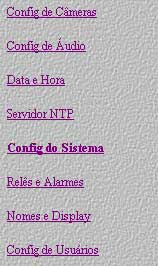 Config de Câmeras
Config de Áudio
Data e Hora
Servidor NTP
Config do Sistema
Relés e Alarmes
Nomes e Display
Config de Usuários